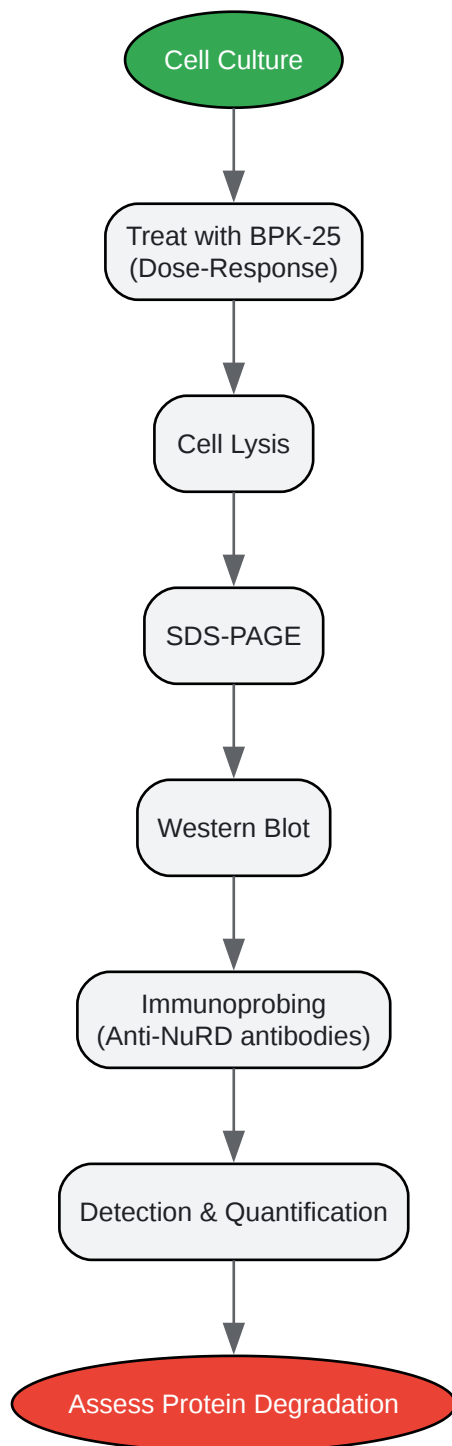 Cell Culture
Treat with BPK-25
(Dose-Response)
Cell Lysis
SDS-PAGE
Western Blot
Immunoprobing
(Anti-NuRD antibodies)
Detection & Quantification
Assess Protein Degradation